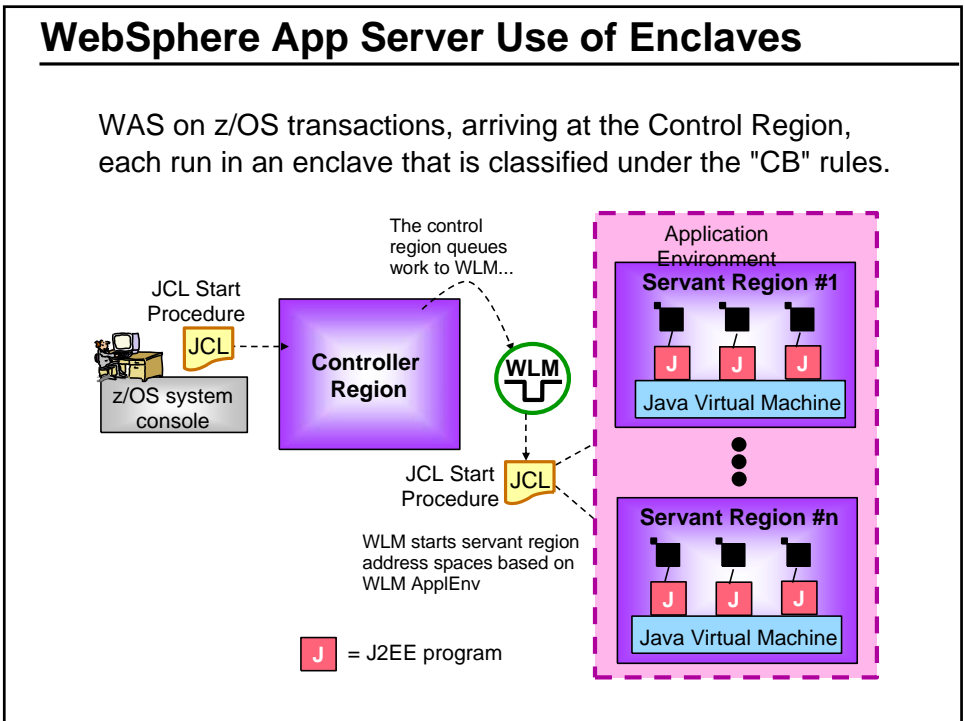 WebSphere App Server Use of Enclaves
WAS on z/OS transactions, arriving at the Control Region,
each run in an enclave that is classified under the "CB" rules.
The control
region queues
work to WLM...
JCL Start
Procedure
JCL
z/OS system
console
Controller
Region
WLM
JCL Start
Procedure
JCL
WLM starts servant region
address spaces based on
WLM ApplEnv
Application
Environment
Servant Region #1
J J J
Java Virtual Machine
Servant Region #n
J J J
Java Virtual Machine
J = J2EE program